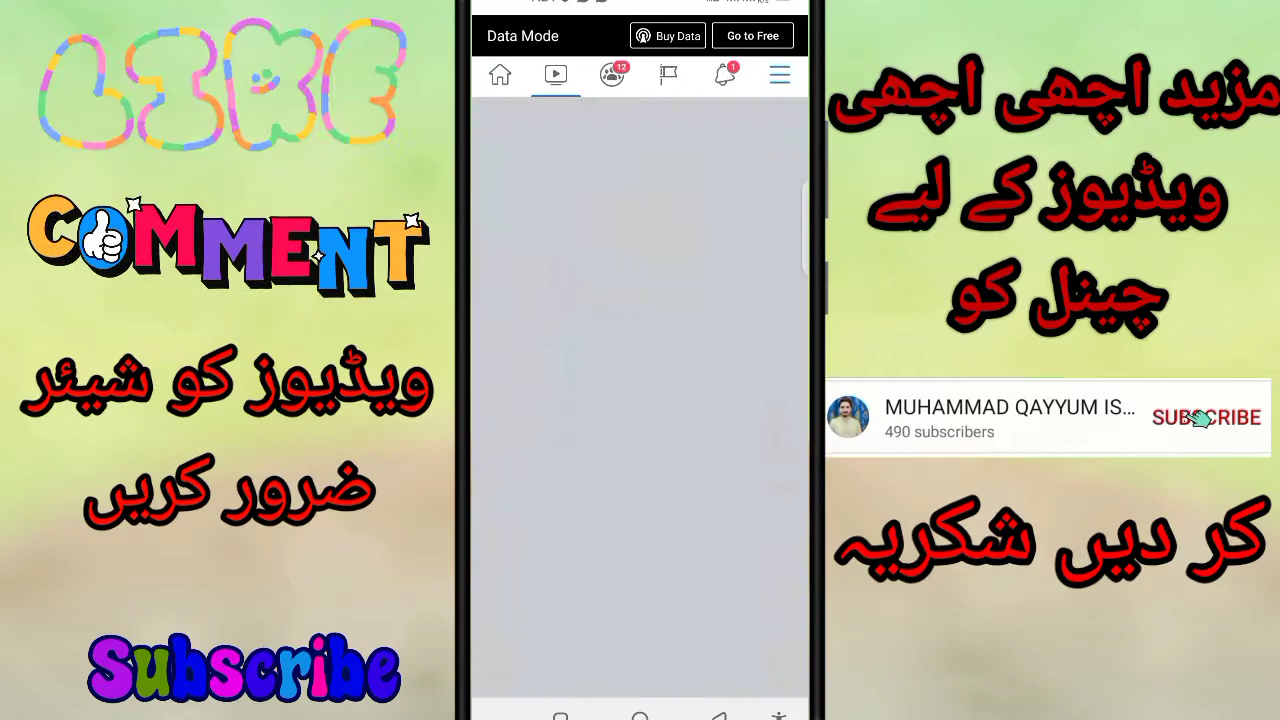 LIKE
COMMENT
ویڈیوز کو شیئر
ضرور کریں
Subscribe
Data Mode
Buy Data
Go to Free
12
1
مزید اچھی اچھی
ویڈیوز کے لیے
چینل کو
MUHAMMAD QAYYUM IS...
490 subscribers
SUBSCRIBE
کر دیں شکریہ